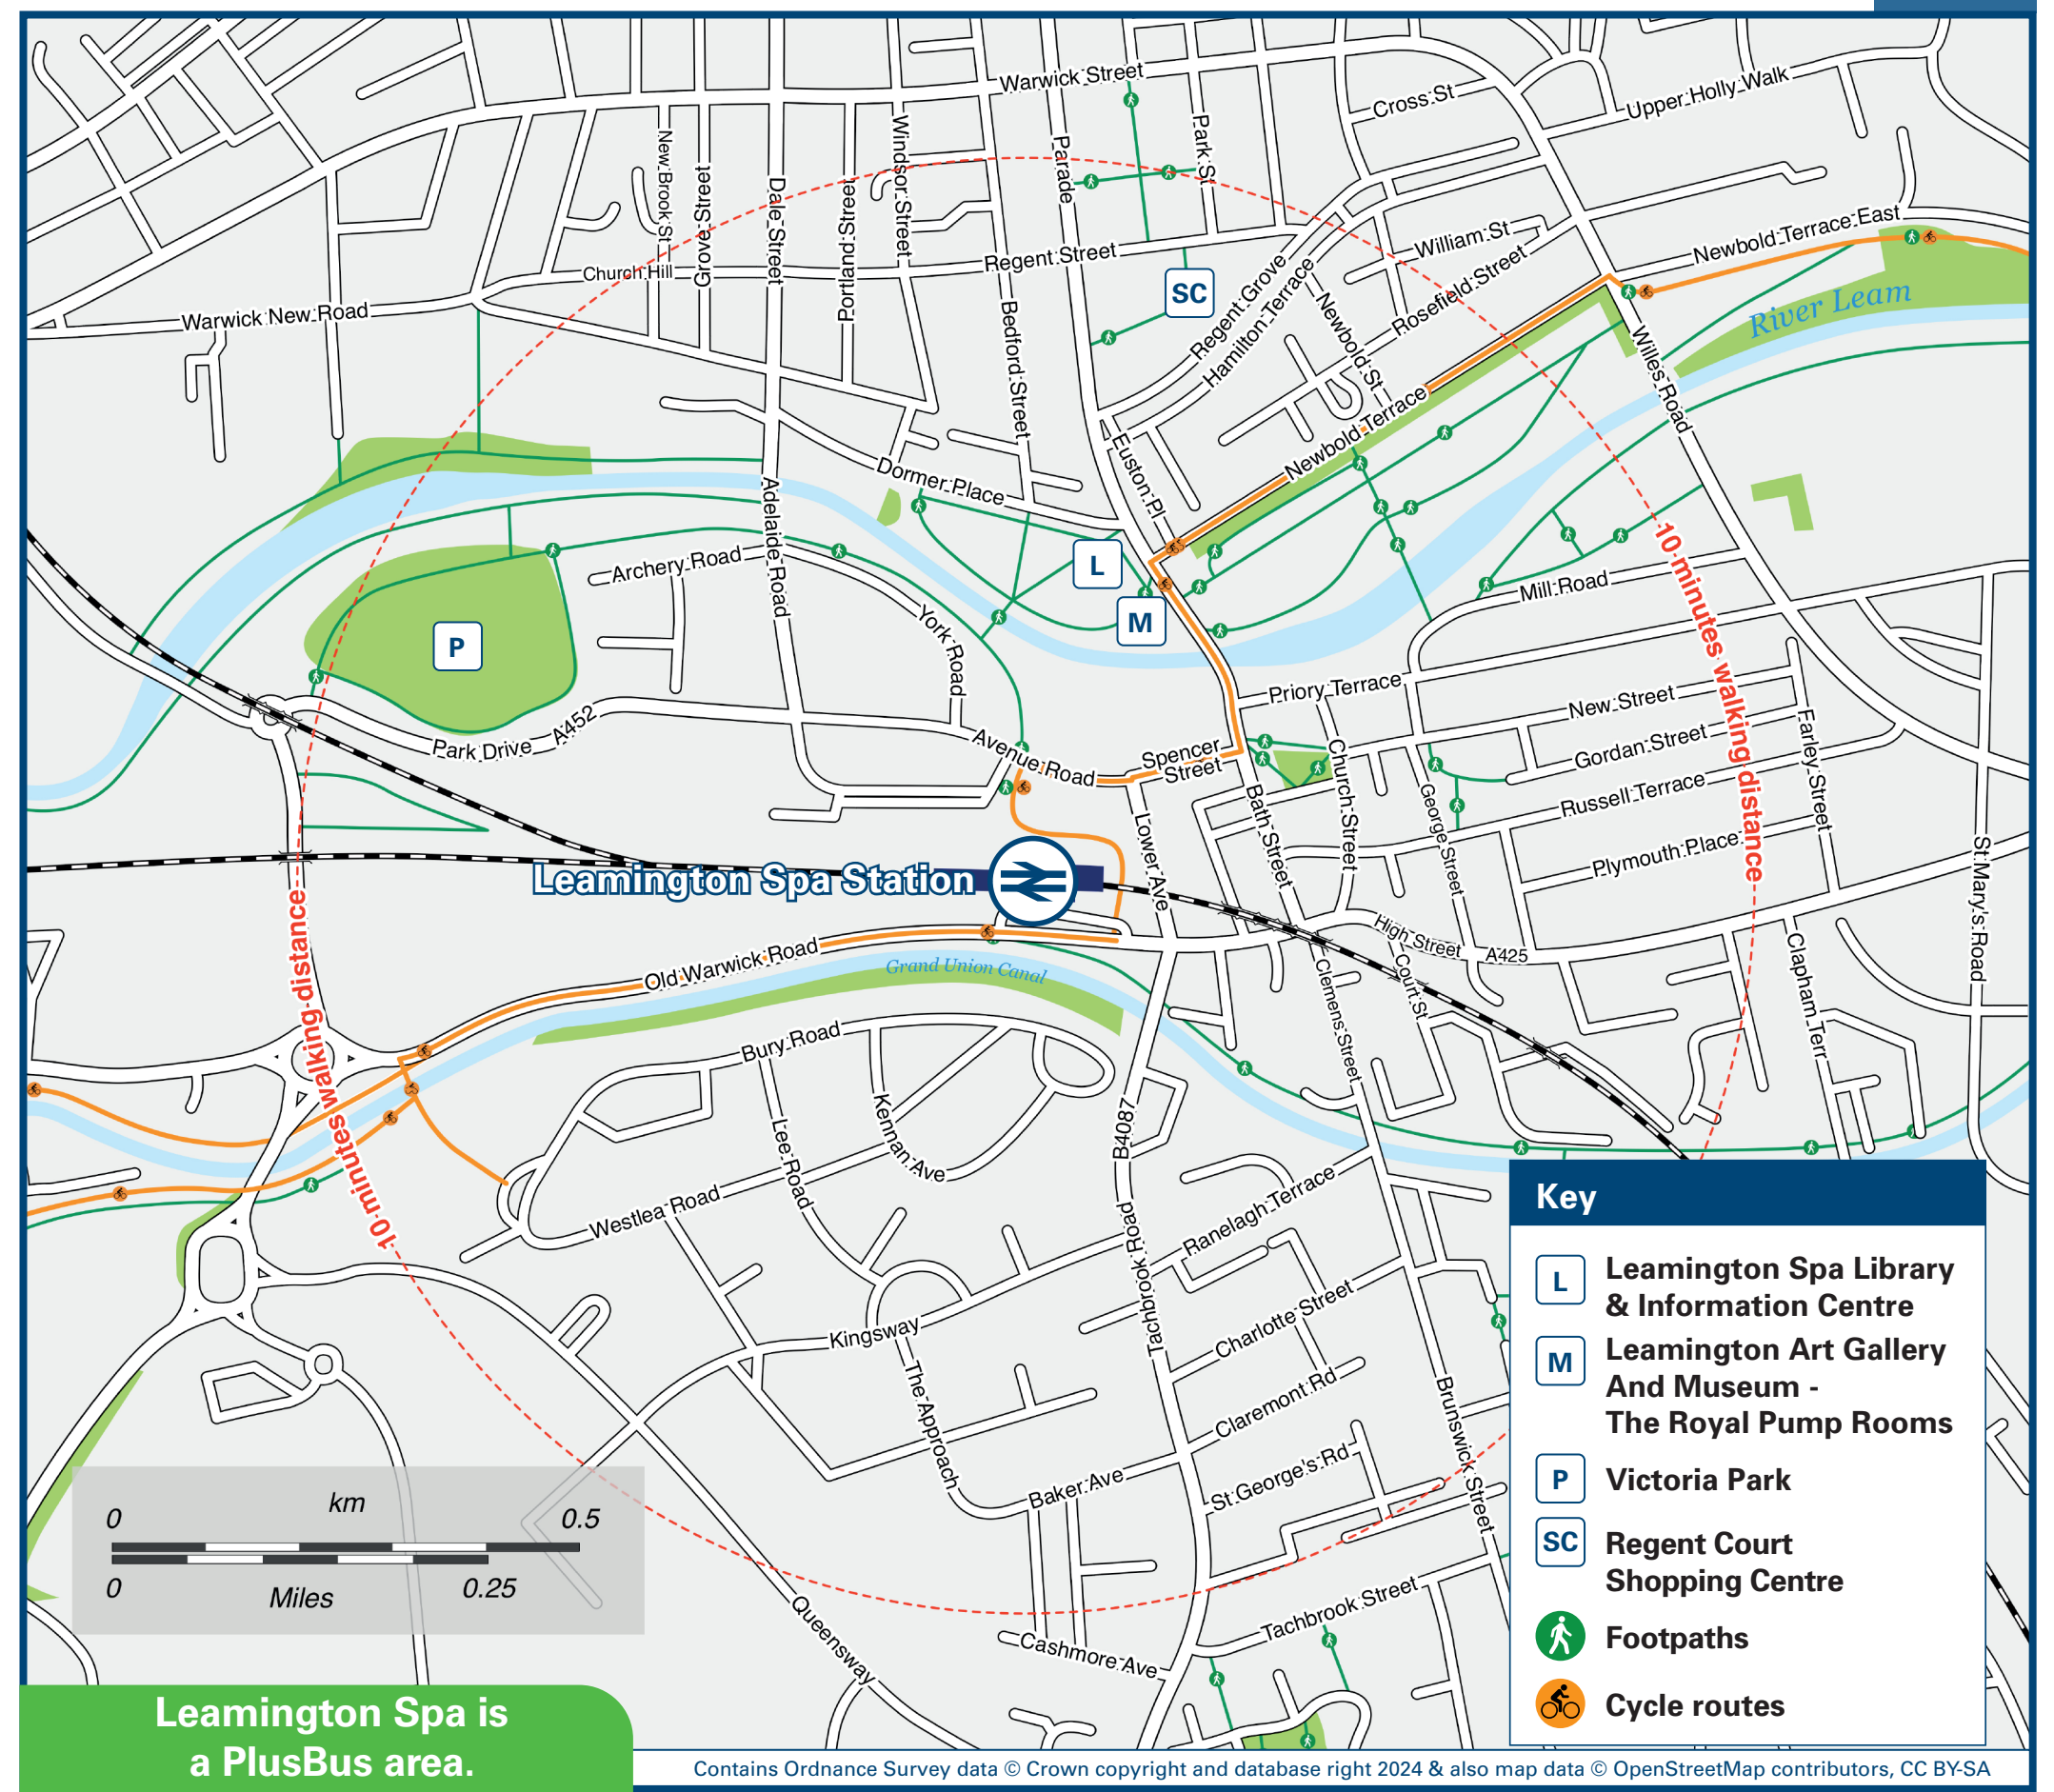 Warwick Street
Cross St
Upper Holly Walk
New Brook St
Grove Street
Dale Street
Portland Street
Windsor Street
Parade
Park St
Newbold Terrace East
William St
Regent Street
Church Hill
Rosefield Street
Regent Grove
Hamilton Terrace
SC
River Leam
Warwick New Road
Bedford Street
Newbold St
Willes Road
Newbold Terrace
Euston Pl
Dormer Place
Adelaide Road
Archery Road
L
M
P
York Road
Mill Road
10 minutes walking distance
Priory Terrace
New Street
Gordan Street
Farley Street
Park Drive
A452
Avenue Road
Spencer
Street
Church Street
George Street
Russell Terrace
Plymouth Place
Bath Street
Lower Ave
St Mary's Road
Leamington Spa Station
High Street
A425
Court St
Clemens Street
Clapham Terr
Old Warwick Road
Grand Union Canal
10 minutes walking distance
Bury Road
Kennan Ave
Lee Road
B4087
Westlea Road
Ranelagh Terrace
Tachbrook Road
Charlotte Street
Kingsway
The Approach
Claremont Rd
Brunswick Street
St George's Rd
Baker Ave
Tachbrook Street
Cashmore Ave
Queensway
Key
L
Leamington Spa Library
& Information Centre
M
Leamington Art Gallery
And Museum -
The Royal Pump Rooms
P
Victoria Park
SC
Regent Court
Shopping Centre
Footpaths
Cycle routes
km
0
0.5
0
Miles
0.25
Leamington Spa is
a PlusBus area.
Contains Ordnance Survey data © Crown copyright and database right 2024 & also map data © OpenStreetMap contributors, CC BY-SA